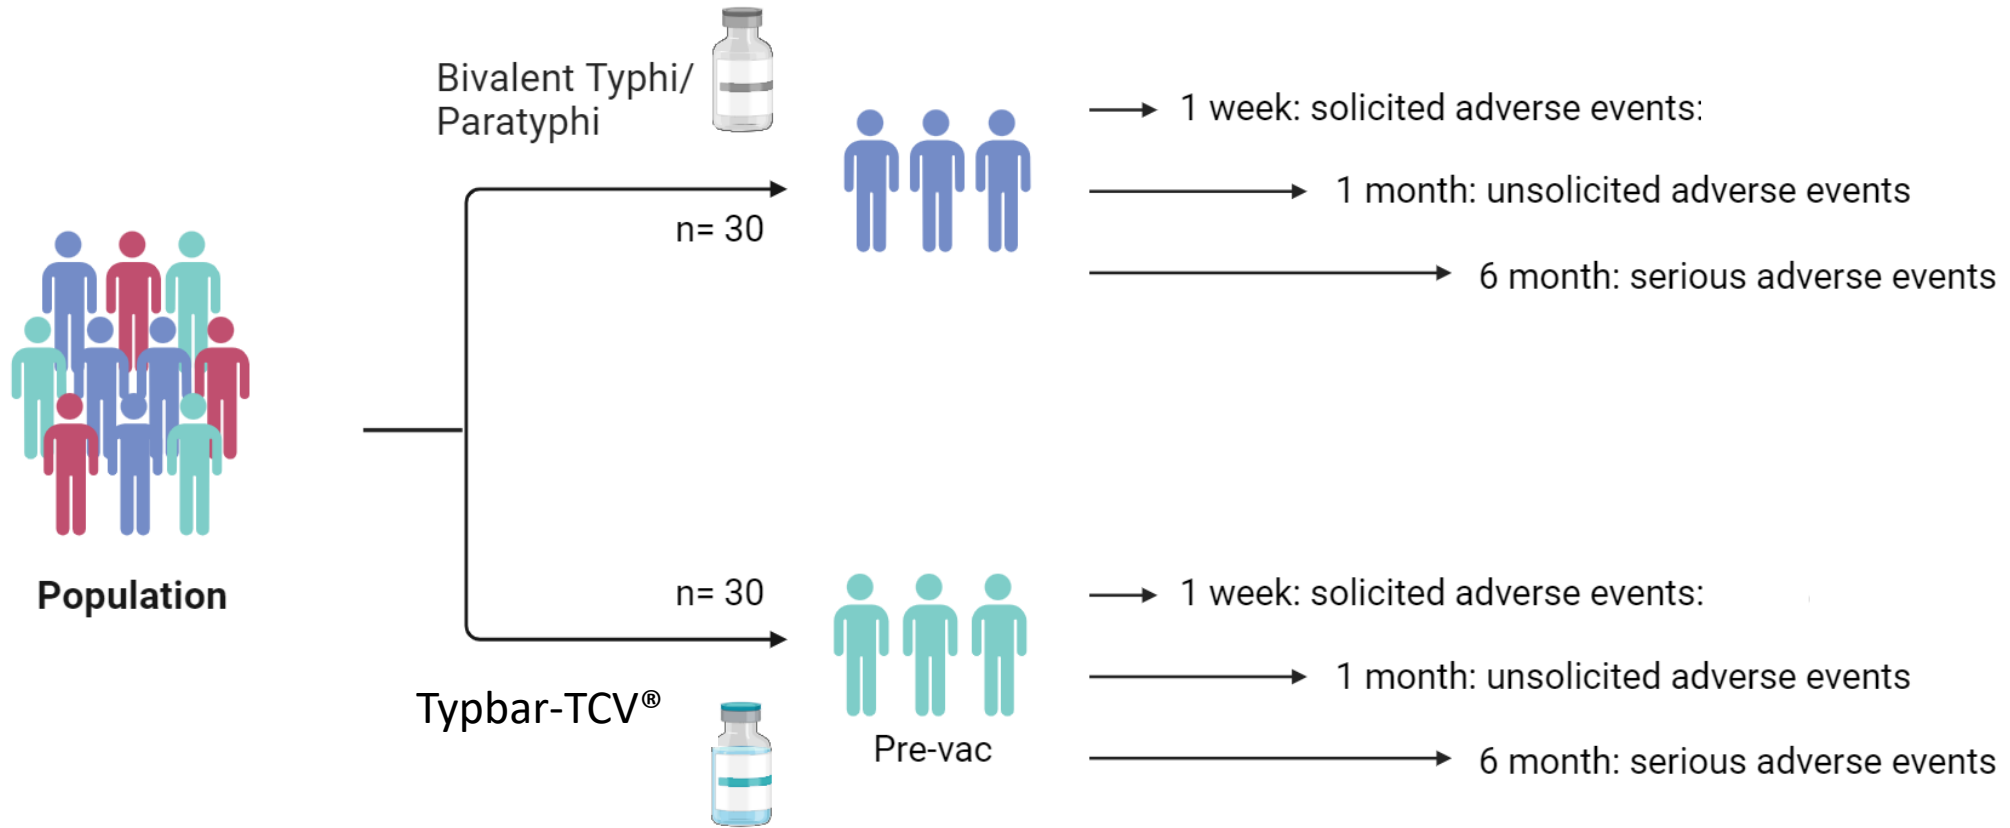 Bivalent Typhi/
Paratyphi
n= 30
1 week: solicited adverse events:
1 month: unsolicited adverse events
6 month: serious adverse events
Population
n= 30
Typbar-TCV®
Pre-vac
1 week: solicited adverse events:
1 month: unsolicited adverse events
6 month: serious adverse events